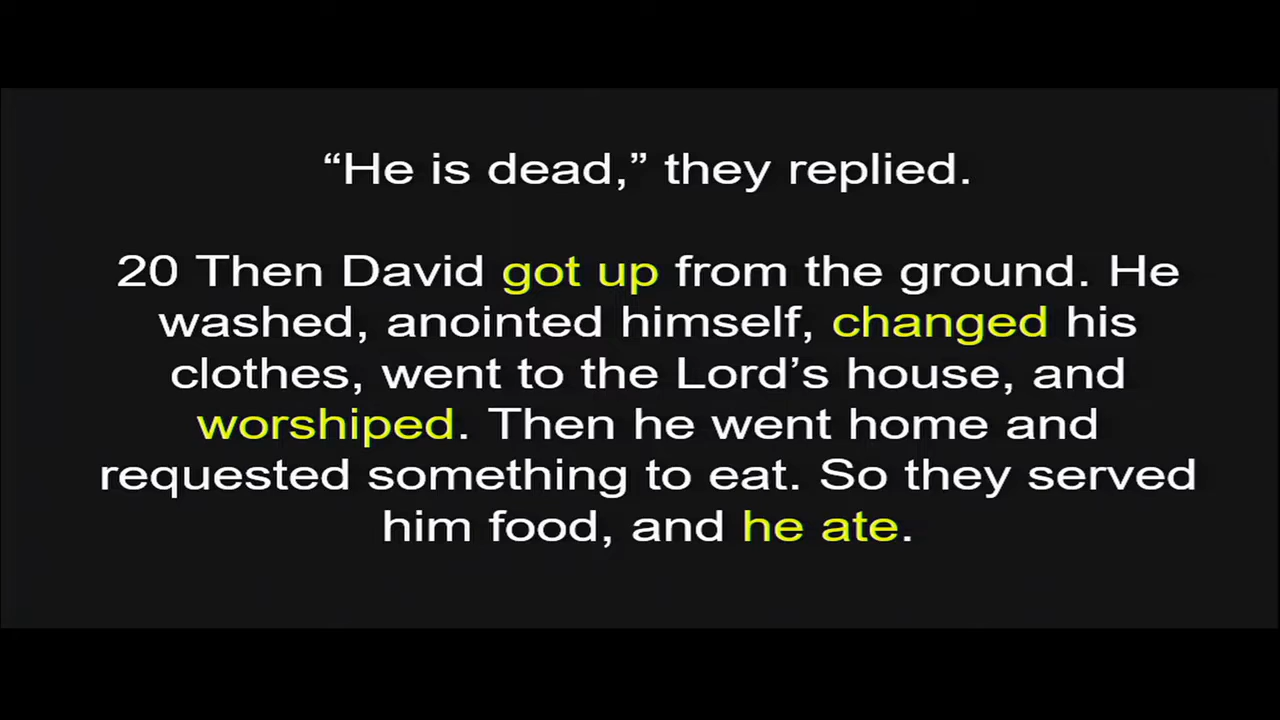 “He is dead,” they replied.
20 Then David got up from the ground. He
washed, anointed himself, changed his
clothes, went to the Lord’s house, and
worshiped. Then he went home and
requested something to eat. So they served
him food, and he ate.